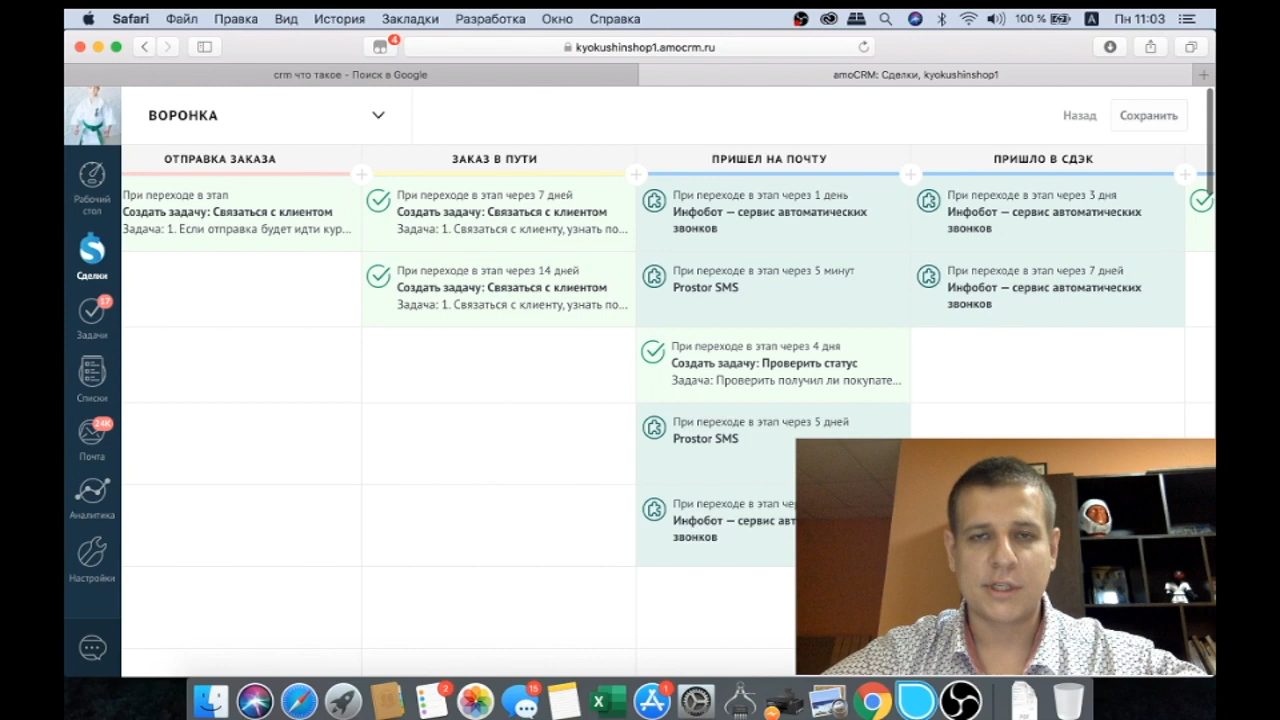 Safari Файл Правка Вид История Закладки Разработка Окно Справка
100 % Пн 11:03
4
kyokushinshop1.amocrm.ru
crm что такое - Поиск в Google
amoCRM: Сделки, kyokushinshop1
ВОРОНКА
Назад
Сохранить
Рабочий
стол
Сделки
17
Задачи
Списки
24K
Почта
Аналитика
Настройки
ОТПРАВКА ЗАКАЗА
При переходе в этап
Создать задачу: Связаться с клиентом
Задача: 1. Если отправка будет идти кур...
ЗАКАЗ В ПУТИ
При переходе в этап через 7 дней
Создать задачу: Связаться с клиентом
Задача: 1. Связаться с клиенту, узнать по...
При переходе в этап через 14 дней
Создать задачу: Связаться с клиентом
Задача: 1. Связаться с клиенту, узнать по...
ПРИШЕЛ НА ПОЧТУ
При переходе в этап через 1 день
Инфобот — сервис автоматических
звонков
При переходе в этап через 5 минут
Prostor SMS
При переходе в этап через 4 дня
Создать задачу: Проверить статус
Задача: Проверить получил ли покупате...
При переходе в этап через 5 дней
Prostor SMS
При переходе в этап че
Инфобот — сервис авт
звонков
ПРИШЛО В СДЭК
При переходе в этап через 3 дня
Инфобот — сервис автоматических
звонков
При переходе в этап через 7 дней
Инфобот — сервис автоматических
звонков
2
15
1